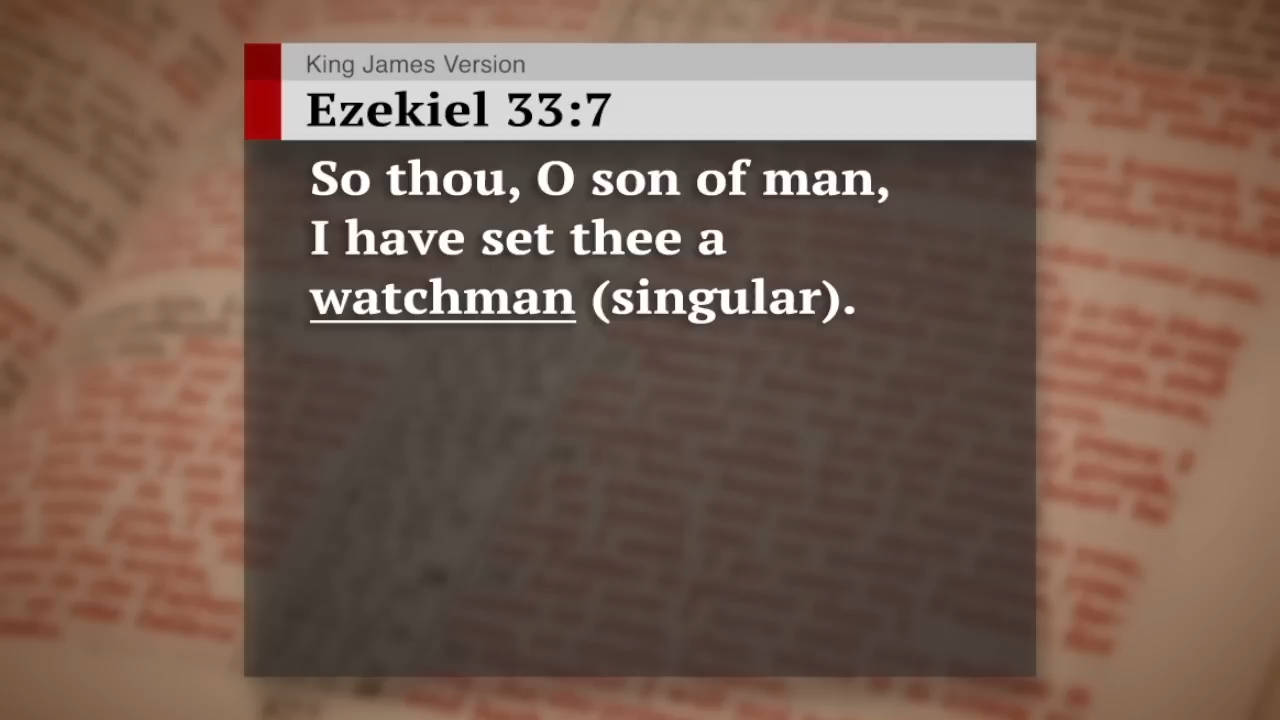 King James Version
Ezekiel 33:7
So thou, O son of man,
I have set thee a
watchman (singular).